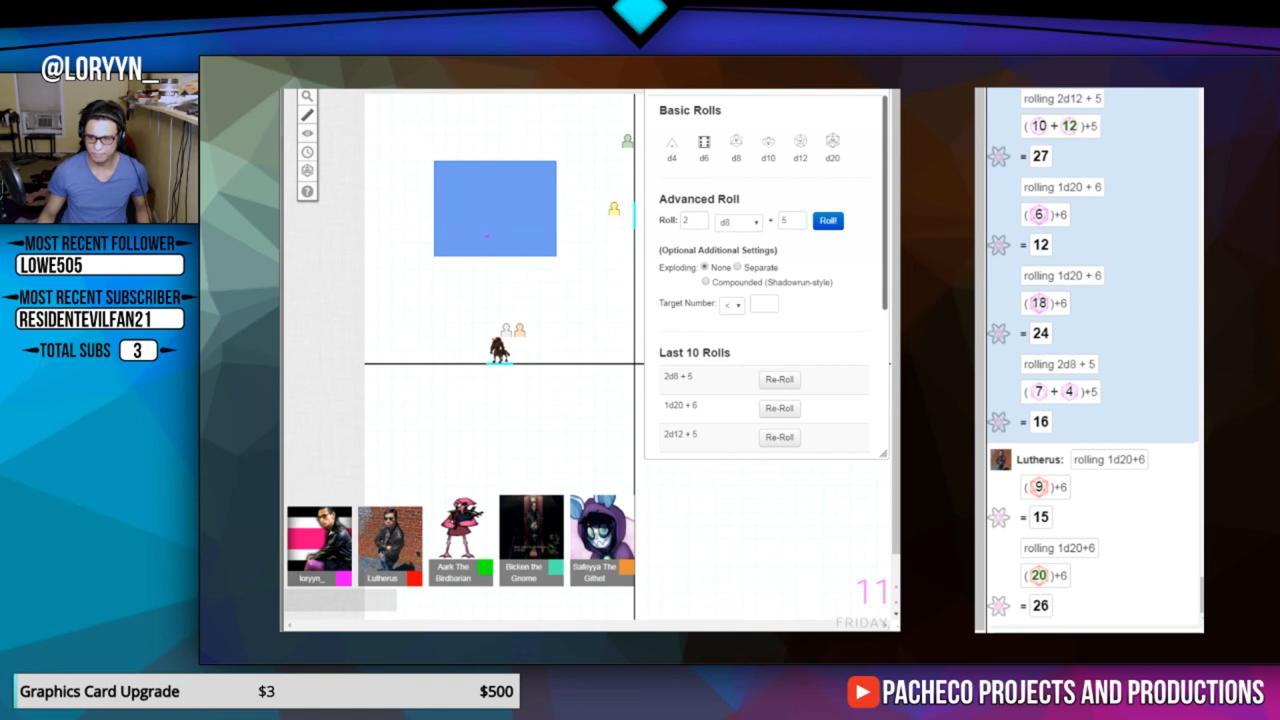 @LORYYN_
MOST RECENT FOLLOWER
LOWE505
MOST RECENT SUBSCRIBER
RESIDENTEVILFAN21
TOTAL SUBS 3
Basic Rolls
d4 d6 d8 d10 d12 d20
Advanced Roll
Roll: 2 d8 + 5 Roll!
(Optional Additional Settings)
Exploding: None Separate
Compounded (Shadowrun-style)
Target Number: <
Last 10 Rolls
2d8 + 5 Re-Roll
1d20 + 6 Re-Roll
2d12 + 5 Re-Roll
loryyn_
Lutherus
Aark The
Birdbarian
Bicken the
Gnome
Safeyya The
Githet
11:
FRIDAY
rolling 2d12 + 5
(10 + 12)+5
= 27
rolling 1d20 + 6
(6)+6
= 12
rolling 1d20 + 6
(18)+6
= 24
rolling 2d8 + 5
(7 + 4)+5
= 16
Lutherus: rolling 1d20+6
(9)+6
= 15
rolling 1d20+6
(20)+6
= 26
Graphics Card Upgrade $3 $500
PACHECO PROJECTS AND PRODUCTIONS